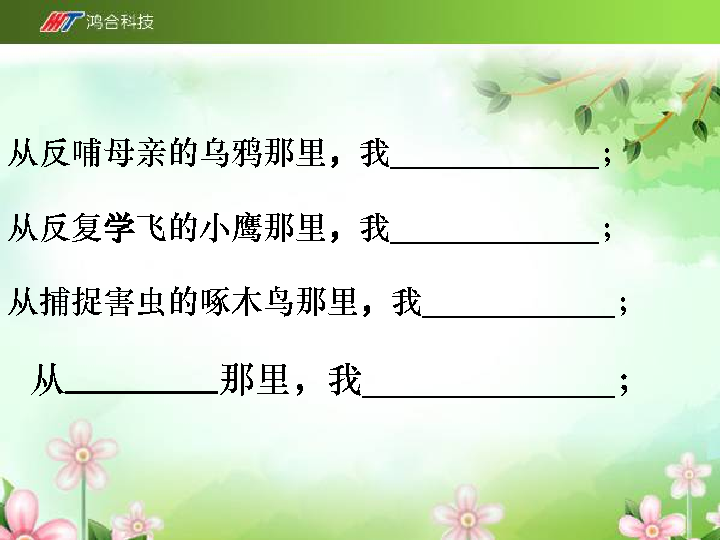 鸿合科技
从反哺母亲的乌鸦那里，我_____________；
从反复学飞的小鹰那里，我_____________；
从捕捉害虫的啄木鸟那里，我____________；
从________那里，我______________；